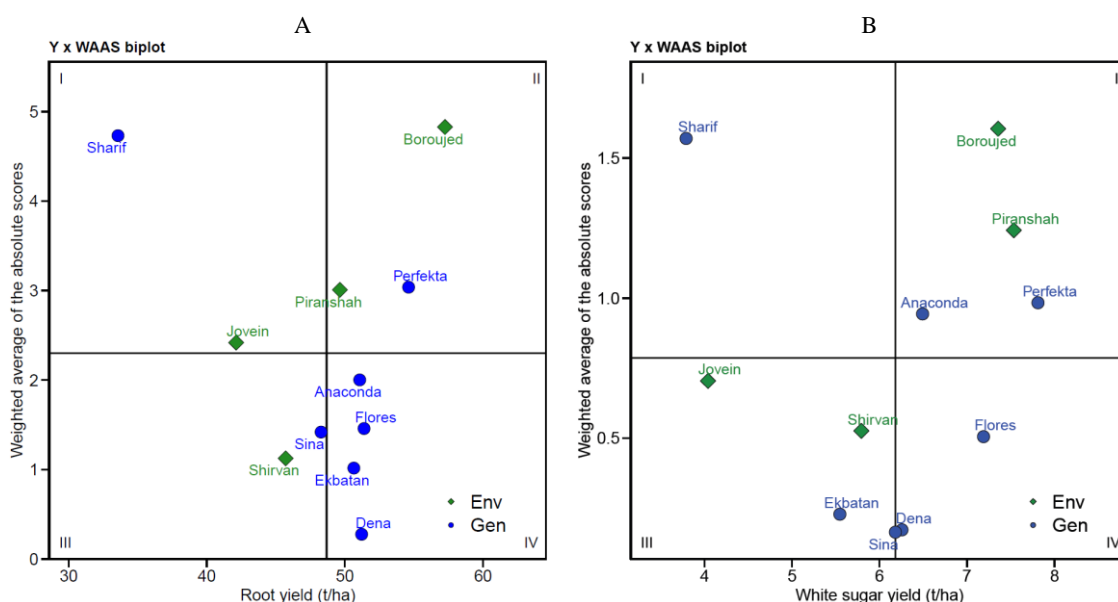 A
Y x WAAS biplot
I
II
5
Boroujed
Sharif
4
Perfekta
3
Piranshah
Jovein
2
Anaconda
Flores
Sina
Shirvan
1
Ekbatan
Env
Dena
Gen
III
IV
0
30
40
50
60
Root yield (t/ha)
Weighted average of the absolute scores
B
Y x WAAS biplot
I
I
Sharif
Boroujed
1.5
Piranshah
Perfekta
Anaconda
1.0
Jovein
Shirvan
Flores
0.5
Ekbatan
Dena
Env
Sina
Gen
III
IV
4
5
6
7
8
White sugar yield (t/ha)
Weighted average of the absolute scores